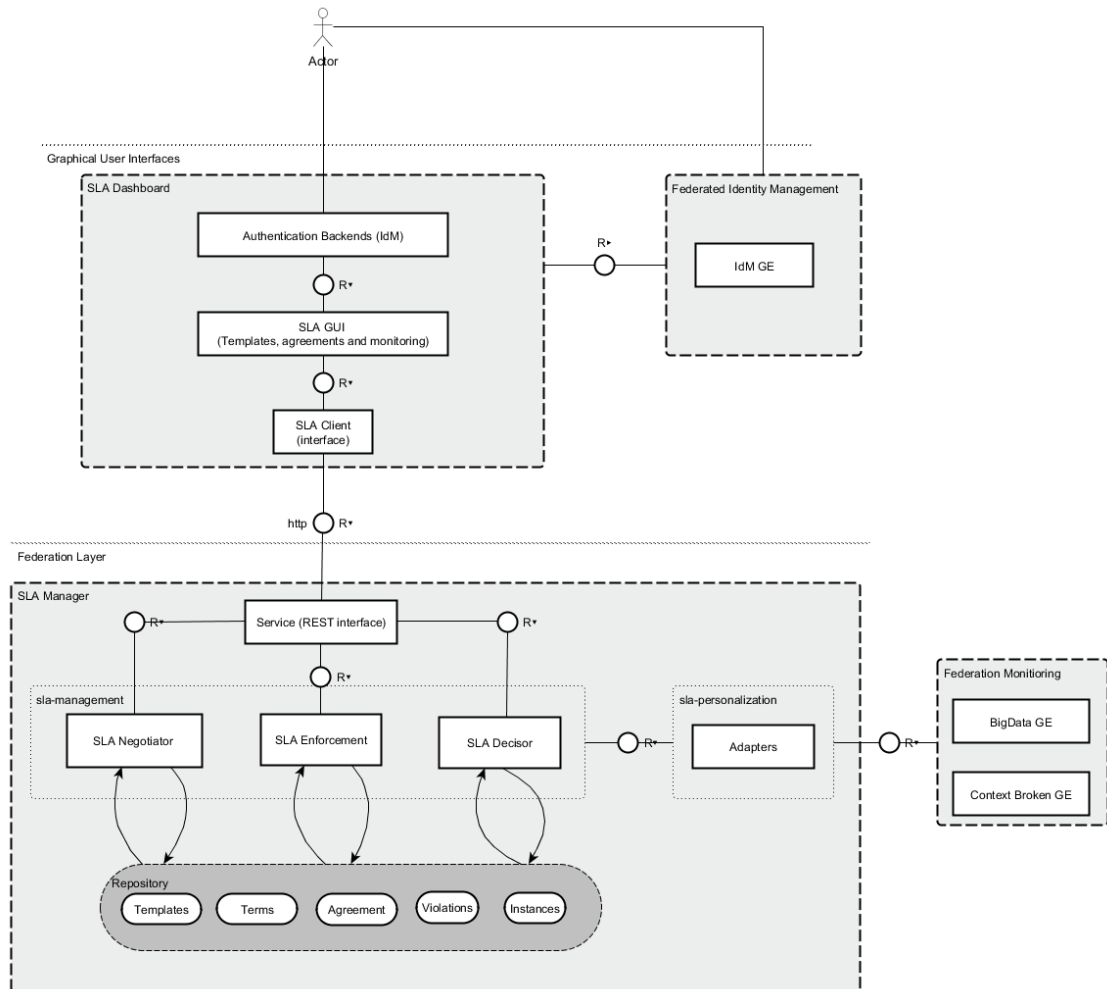 Actor
Graphical User Interfaces
SLA Dashboard
Federated Identity Management
Authentication Backends (IdM)
R▸
IdM GE
R▾
SLA GUI
(Templates, agreements and monitoring)
R▾
SLA Client
(interface)
http R▾
Federation Layer
SLA Manager
Service (REST interface)
R▾
R▾
R▾
Federation Monitoring
sla-management
sla-personalization
BigData GE
SLA Negotiator
SLA Enforcement
SLA Decisor
R▾
Adapters
R▾
Context Broken GE
Repository
Templates
Terms
Agreement
Violations
Instances